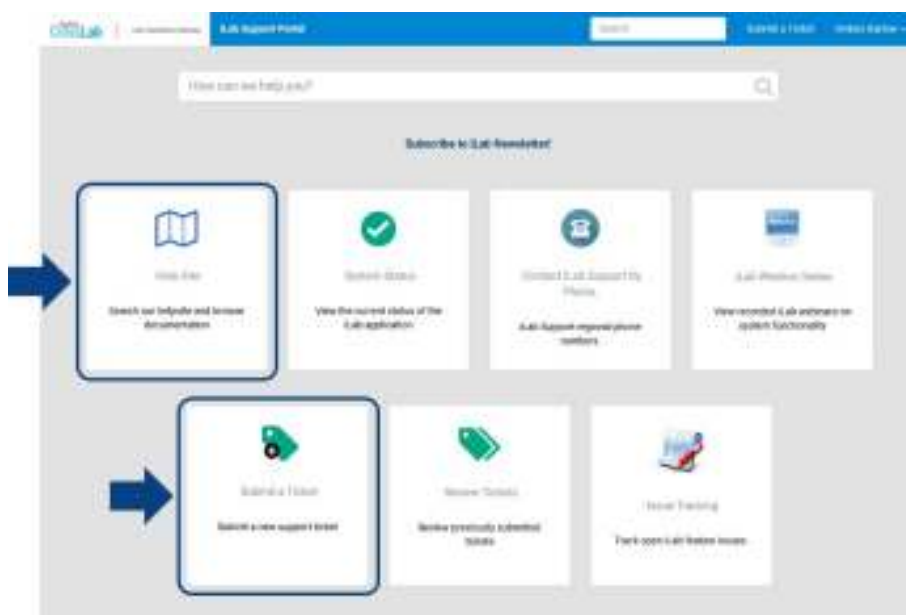 iLab Support Portal
Search
Submit a Ticket
How can we help you?
Subscribe to iLab Newsletter!
Help Site
Search our helpsite and browse
documentation
System Status
View the current status of the
iLab application
Contact iLab Support by
Phone
iLab Support regional phone
numbers
iLab Webinar Series
View recorded iLab webinars on
system functionality
Submit a Ticket
Submit a new support ticket
Review Tickets
Review previously submitted
tickets
Issue Tracking
Track open iLab feature issues